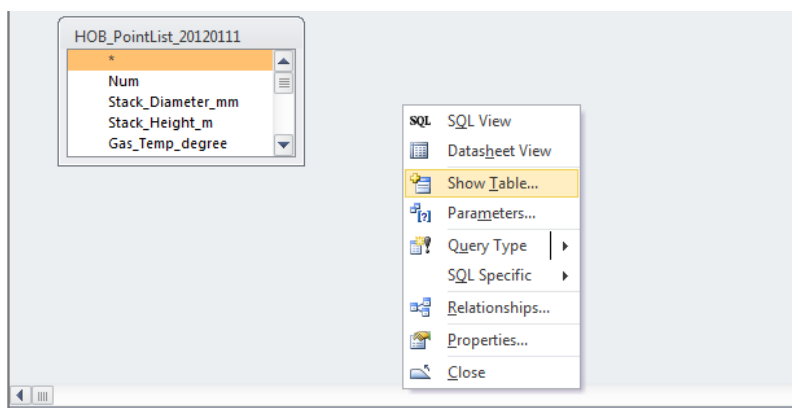 HOB_PointList_20120111
*
Num
Stack_Diameter_mm
Stack_Height_m
Gas_Temp_degree
SQL SQL View
Datasheet View
Show Table...
[?] Parameters...
Query Type
SQL Specific
Relationships...
Properties...
Close